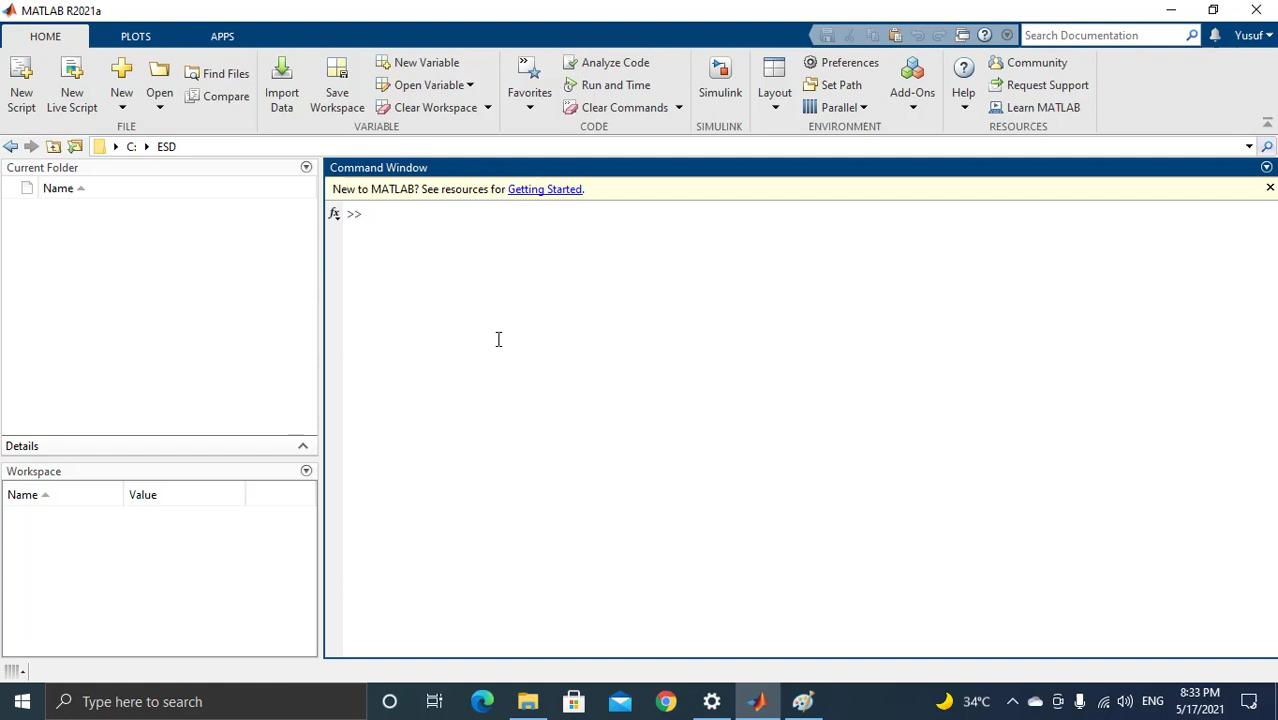 MATLAB R2021a
HOME PLOTS APPS Search Documentation Yusuf
New Script
New Live Script
New
Open
Find Files
Compare
FILE
Import Data
Save Workspace
New Variable
Open Variable
Clear Workspace
VARIABLE
Favorites
Analyze Code
Run and Time
Clear Commands
CODE
Simulink
SIMULINK
Layout
Preferences
Set Path
Parallel
Add-Ons
ENVIRONMENT
Help
Community
Request Support
Learn MATLAB
RESOURCES
C: ESD
Current Folder
Name
Details
Workspace
Name Value
Command Window
New to MATLAB? See resources for Getting Started.
fx >>
Type here to search
34°C ENG
8:33 PM
5/17/2021